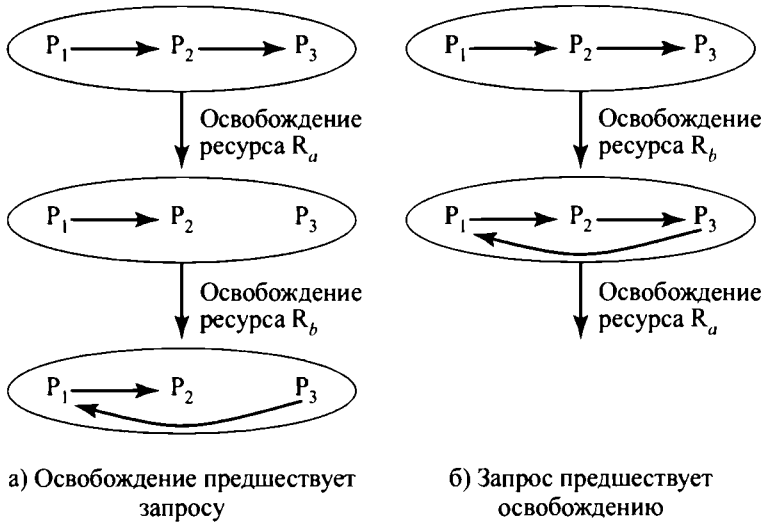 P1 P2 P3
Освобождение
ресурса Ra
P1 P2 P3
Освобождение
ресурса Rb
P1 P2 P3
а) Освобождение предшествует
запросу
P1 P2 P3
Освобождение
ресурса Rb
P1 P2 P3
Освобождение
ресурса Ra
б) Запрос предшествует
освобождению